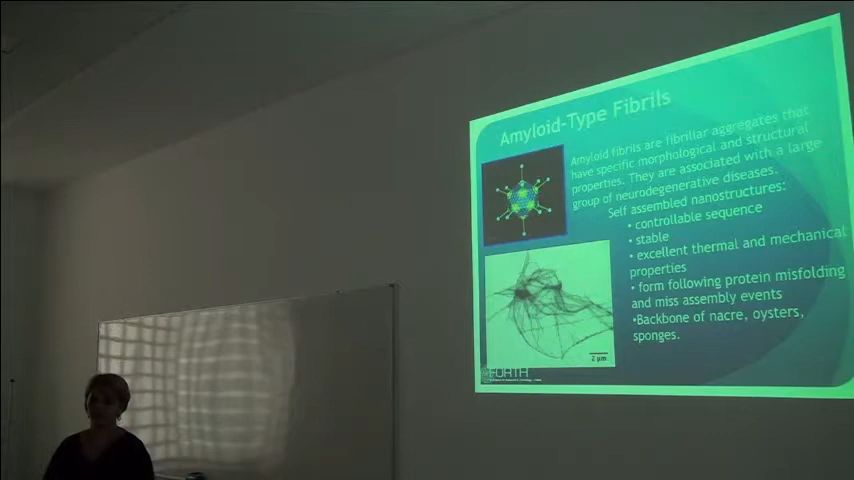 Amyloid-Type Fibrils
Amyloid fibrils are fibrillar aggregates that
have specific morphological and structural
properties. They are associated with a large
group of neurodegenerative diseases.
Self assembled nanostructures:
• controllable sequence
• stable
• excellent thermal and mechanical
properties
• form following protein misfolding
and miss assembly events
•Backbone of nacre, oysters,
sponges.
2 μm
FORTH